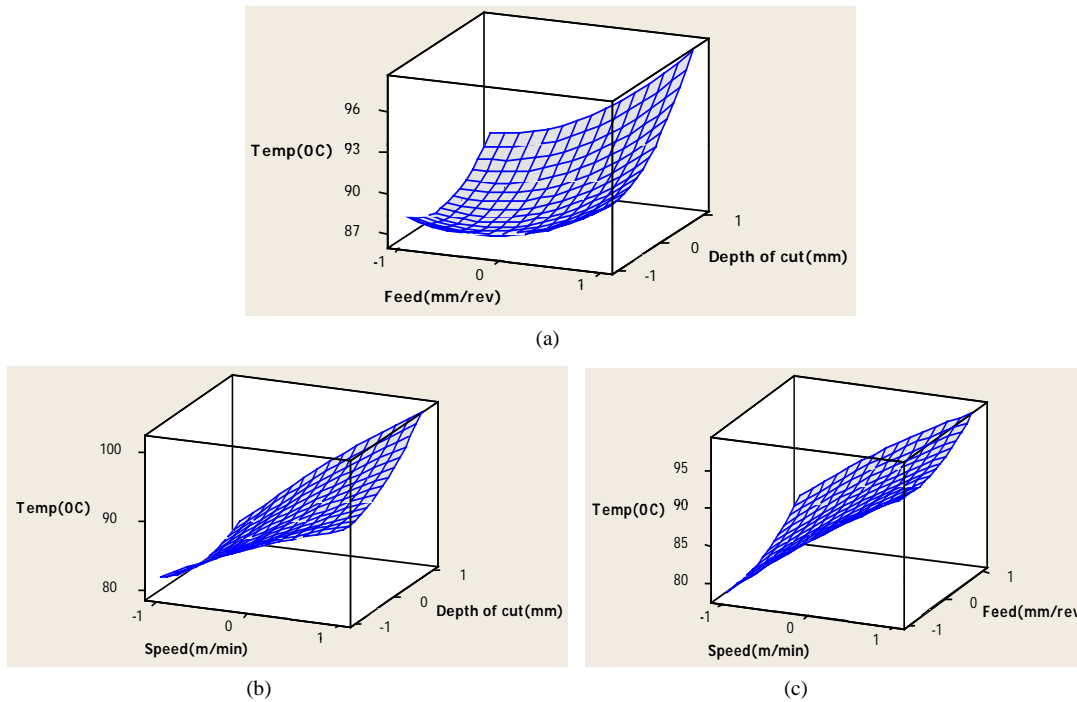 96
93
Temp(0C)
90
87
-1
0
1
Feed(mm/rev)
-1
0
1
Depth of cut(mm)
(a)
100
Temp(0C)
90
80
-1
0
1
Speed(m/min)
-1
0
1
Depth of cut(mm)
(b)
95
Temp(0C)
90
85
80
-1
0
1
Speed(m/min)
-1
0
1
Feed(mm/rev
(c)